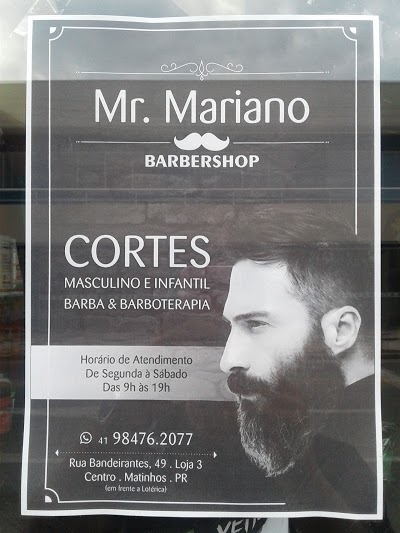 Mr. Mariano
BARBERSHOP
CORTES
MASCULINO E INFANTIL
BARBA & BARBOTERAPIA
Horário de Atendimento
De Segunda à Sábado
Das 9h às 19h
41 98476.2077
Rua Bandeirantes, 49 . Loja 3
Centro . Matinhos . PR
(em frente a Lotérica)